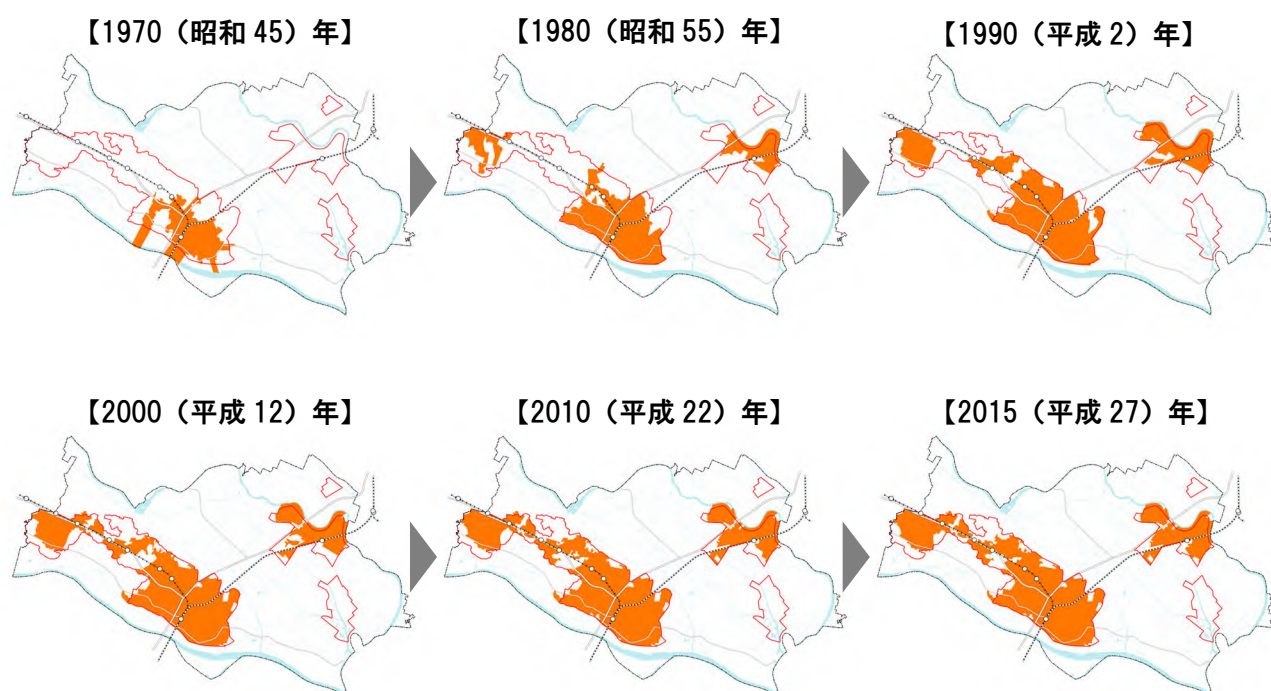 【1970（昭和 45）年】
【1980（昭和 55）年】
【1990（平成 2）年】
【2000（平成 12）年】
【2010（平成 22）年】
【2015（平成 27）年】